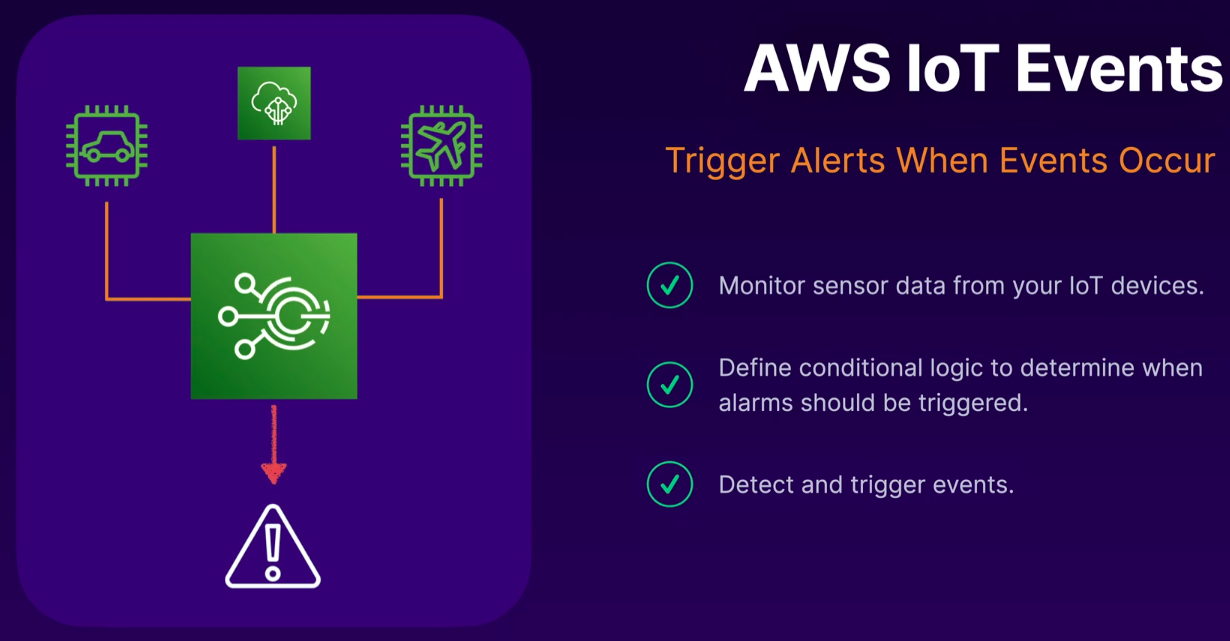 AWS IoT Events
Trigger Alerts When Events Occur
Monitor sensor data from your IoT devices.
Define conditional logic to determine when
alarms should be triggered.
Detect and trigger events.